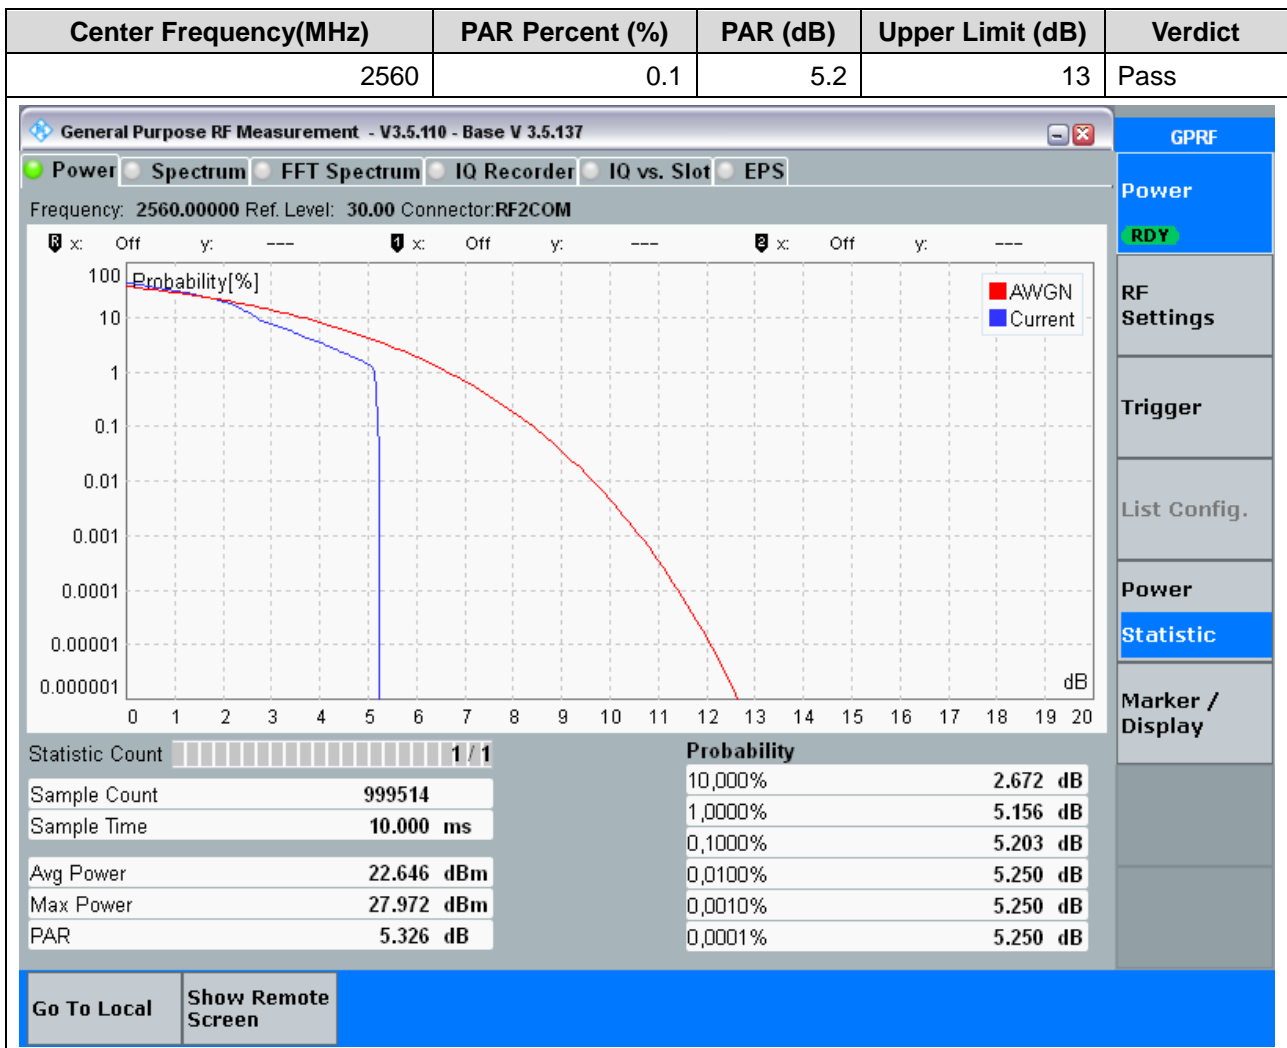 Center Frequency(MHz) PAR Percent (%) PAR (dB) Upper Limit (dB) Verdict
2560 0.1 5.2 13 Pass
General Purpose RF Measurement - V3.5.110 - Base V 3.5.137
GPRF
Power Spectrum FFT Spectrum IQ Recorder IQ vs. Slot EPS
Frequency: 2560.00000 Ref. Level: 30.00 Connector:RF2COM
R x: Off y: --- 1 x: Off y: --- 2 x: Off y: ---
Probability[%]
AWGN
Current
100
10
1
0.1
0.01
0.001
0.0001
0.00001
0.000001
dB
0 1 2 3 4 5 6 7 8 9 10 11 12 13 14 15 16 17 18 19 20
Statistic Count 1 / 1
Sample Count 999514
Sample Time 10.000 ms
Avg Power 22.646 dBm
Max Power 27.972 dBm
PAR 5.326 dB
Probability
10,000% 2.672 dB
1,0000% 5.156 dB
0,1000% 5.203 dB
0,0100% 5.250 dB
0,0010% 5.250 dB
0,0001% 5.250 dB
Power
RDY
RF
Settings
Trigger
List Config.
Power
Statistic
Marker /
Display
Go To Local
Show Remote
Screen